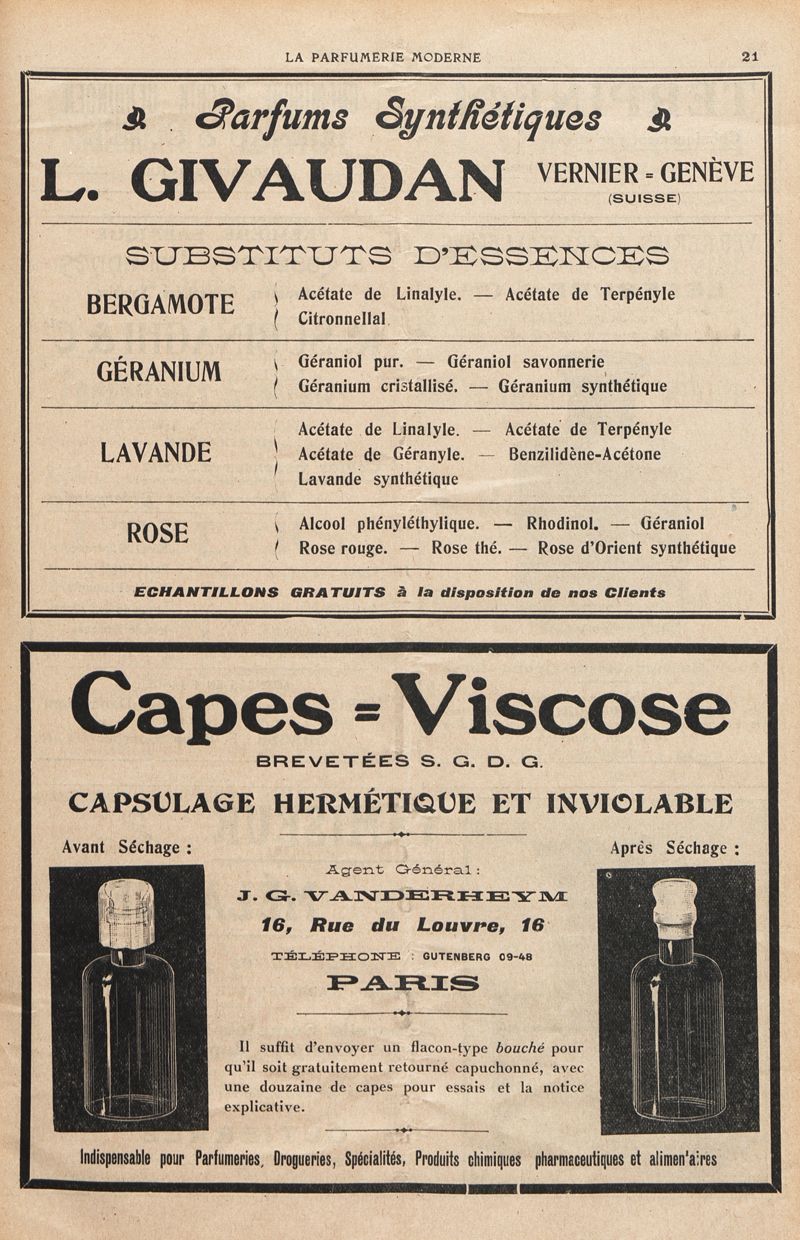 LA PARFUMERIE MODERNE 21
Parfums Synthétiques
L. GIVAUDAN VERNIER = GENÈVE
(SUISSE)
SUBSTITUTS D'ESSENCES
BERGAMOTE
Acétate de Linalyle. — Acétate de Terpényle
Citronnellal
GÉRANIUM
Géraniol pur. — Géraniol savonnerie
Géranium cristallisé. — Géranium synthétique
LAVANDE
Acétate de Linalyle. — Acétate de Terpényle
Acétate de Géranyle. — Benzilidène-Acétone
Lavande synthétique
ROSE
Alcool phényléthylique. — Rhodinol. — Géraniol
Rose rouge. — Rose thé. — Rose d'Orient synthétique
ECHANTILLONS GRATUITS à la disposition de nos Clients
Capes = Viscose
BREVETÉES S. G. D. G.
CAPSULAGE HERMÉTIQUE ET INVIOLABLE
Avant Séchage :
Agent Général :
J. G. VANDERHEYM
16, Rue du Louvre, 16
TÉLÉPHONE : GUTENBERG 09-48
PARIS
Il suffit d'envoyer un flacon-type bouché pour
qu'il soit gratuitement retourné capuchonné, avec
une douzaine de capes pour essais et la notice
explicative.
Après Séchage :
Indispensable pour Parfumeries, Drogueries, Spécialités, Produits chimiques pharmaceutiques et alimen'aires